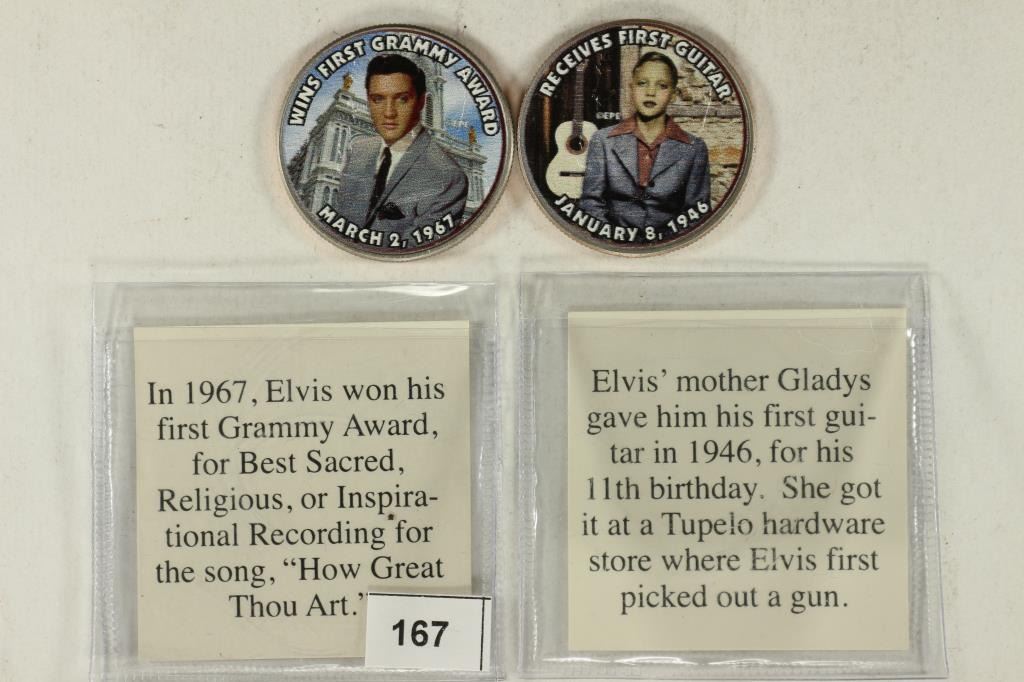 WINS FIRST GRAMMY AWARD
EPE
MARCH 2, 1967
RECEIVES FIRST GUITAR
©EPE
JANUARY 8, 1946
In 1967, Elvis won his
first Grammy Award,
for Best Sacred,
Religious, or Inspira-
tional Recording for
the song, “How Great
Thou Art.”
167
Elvis’ mother Gladys
gave him his first gui-
tar in 1946, for his
11th birthday. She got
it at a Tupelo hardware
store where Elvis first
picked out a gun.